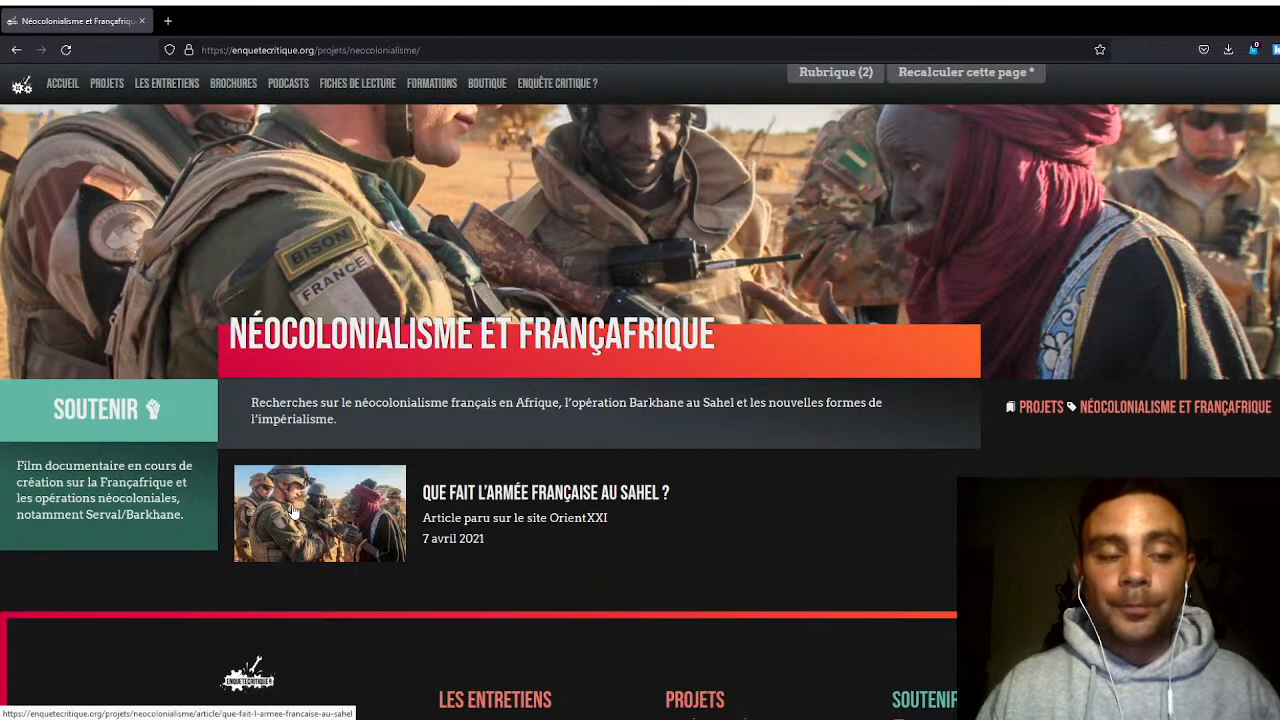 Néocolonialisme et Françafriqu
https://enquetecritique.org/projets/neocolonialisme/
ACCUEIL PROJETS LES ENTRETIENS BROCHURES PODCASTS FICHES DE LECTURE FORMATIONS BOUTIQUE ENQUÊTE CRITIQUE ?
Rubrique (2) Recalculer cette page *
BISON
FRANCE
NÉOCOLONIALISME ET FRANÇAFRIQUE
SOUTENIR
Recherches sur le néocolonialisme français en Afrique, l’opération Barkhane au Sahel et les nouvelles formes de
l’impérialisme.
PROJETS NÉOCOLONIALISME ET FRANÇAFRIQUE
Film documentaire en cours de
création sur la Françafrique et
les opérations néocoloniales,
notamment Serval/Barkhane.
QUE FAIT L’ARMÉE FRANÇAISE AU SAHEL ?
Article paru sur le site OrientXXI
7 avril 2021
ENQUETECRITIQUE
LES ENTRETIENS
PROJETS
SOUTENIR
https://enquetecritique.org/projets/neocolonialisme/article/que-fait-l-armee-francaise-au-sahel